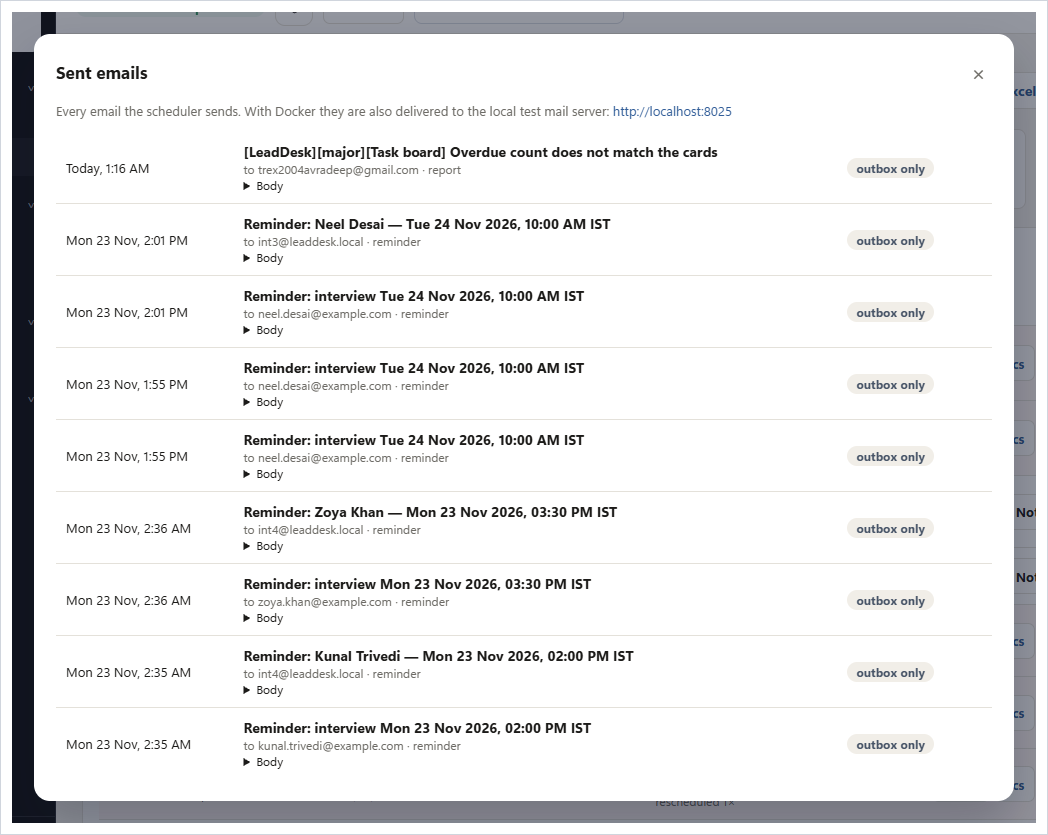 Sent emails
×
Every email the scheduler sends. With Docker they are also delivered to the local test mail server: http://localhost:8025
[LeadDesk][major][Task board] Overdue count does not match the cards
Today, 1:16 AM
to trex2004avradeep@gmail.com · report
outbox only
▶ Body
Reminder: Neel Desai — Tue 24 Nov 2026, 10:00 AM IST
Mon 23 Nov, 2:01 PM
to int3@leaddesk.local · reminder
outbox only
▶ Body
Reminder: interview Tue 24 Nov 2026, 10:00 AM IST
Mon 23 Nov, 2:01 PM
to neel.desai@example.com · reminder
outbox only
▶ Body
Reminder: interview Tue 24 Nov 2026, 10:00 AM IST
Mon 23 Nov, 1:55 PM
to neel.desai@example.com · reminder
outbox only
▶ Body
Reminder: interview Tue 24 Nov 2026, 10:00 AM IST
Mon 23 Nov, 1:55 PM
to neel.desai@example.com · reminder
outbox only
▶ Body
Reminder: Zoya Khan — Mon 23 Nov 2026, 03:30 PM IST
Mon 23 Nov, 2:36 AM
to int4@leaddesk.local · reminder
outbox only
▶ Body
Reminder: interview Mon 23 Nov 2026, 03:30 PM IST
Mon 23 Nov, 2:36 AM
to zoya.khan@example.com · reminder
outbox only
▶ Body
Reminder: Kunal Trivedi — Mon 23 Nov 2026, 02:00 PM IST
Mon 23 Nov, 2:35 AM
to int4@leaddesk.local · reminder
outbox only
▶ Body
Reminder: interview Mon 23 Nov 2026, 02:00 PM IST
Mon 23 Nov, 2:35 AM
to kunal.trivedi@example.com · reminder
outbox only
▶ Body